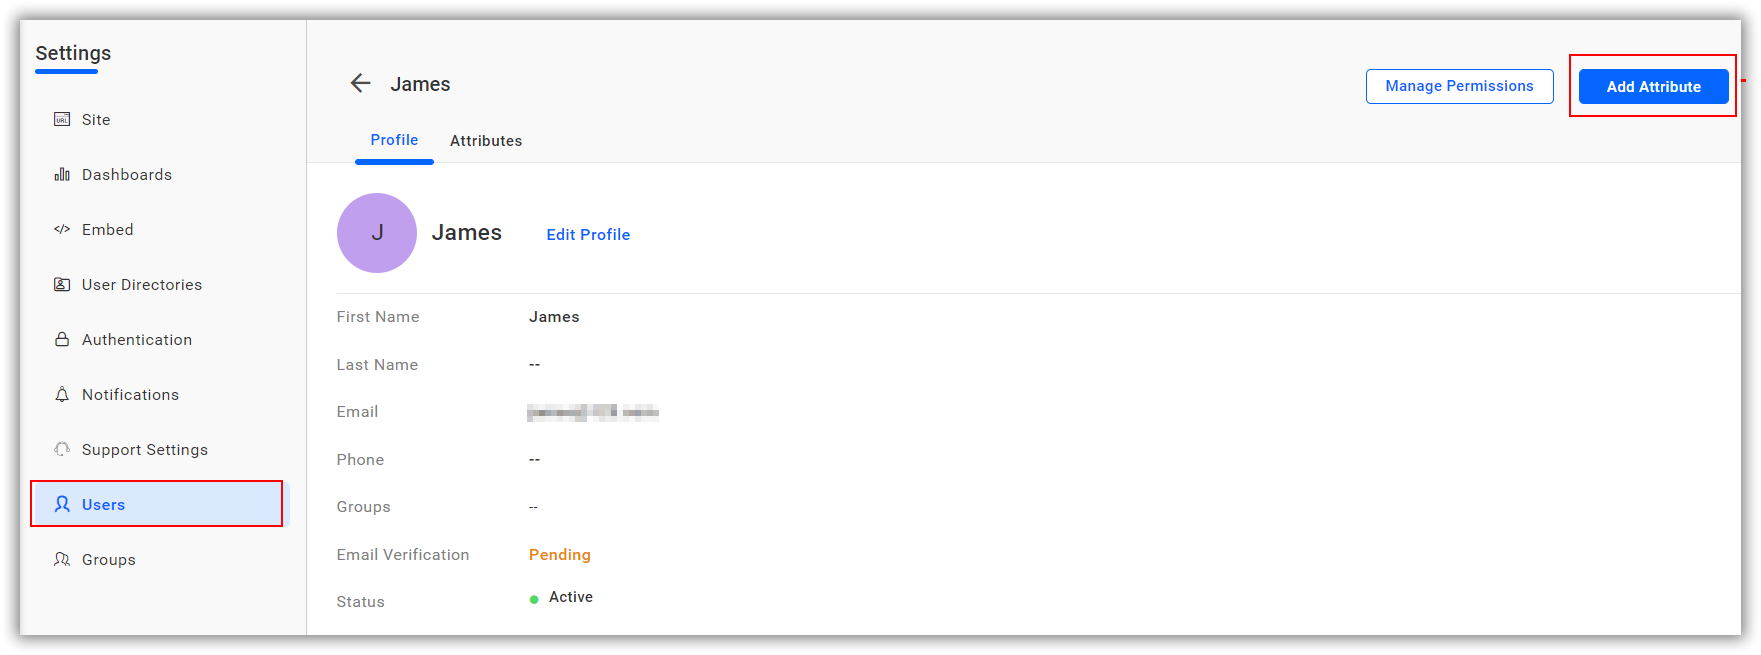 Settings
Site
Dashboards
Embed
User Directories
Authentication
Notifications
Support Settings
Users
Groups
James
Manage Permissions
Add Attribute
Profile
Attributes
J
James
Edit Profile
First Name James
Last Name --
Email
Phone --
Groups --
Email Verification Pending
Status Active